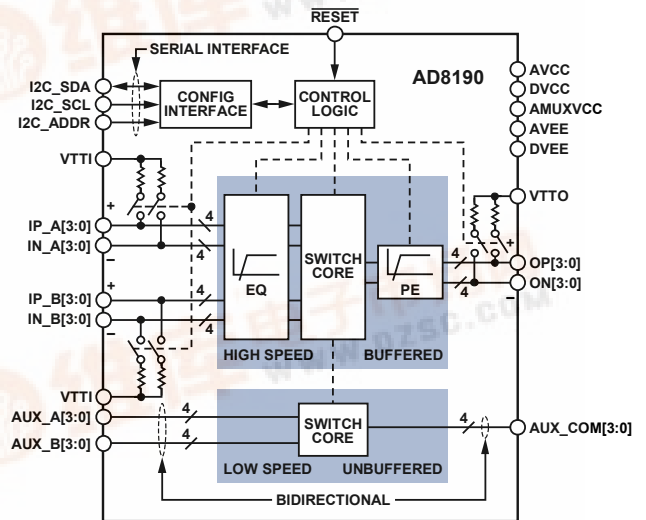 RESET
SERIAL INTERFACE
AD8190
I2C_SDA
I2C_SCL
I2C_ADDR
CONFIG
INTERFACE
CONTROL
LOGIC
AVCC
DVCC
AMUXVCC
AVEE
DVEE
VTTI
VTTO
+
IP_A[3:0]
IN_A[3:0]
–
4
4
+
IP_B[3:0]
IN_B[3:0]
–
4
4
EQ
SWITCH
CORE
PE
4
4
+
OP[3:0]
ON[3:0]
–
HIGH SPEED
BUFFERED
WWW.DZSC.COM
VTTI
AUX_A[3:0]
AUX_B[3:0]
4
4
SWITCH
CORE
4
AUX_COM[3:0]
LOW SPEED
UNBUFFERED
BIDIRECTIONAL